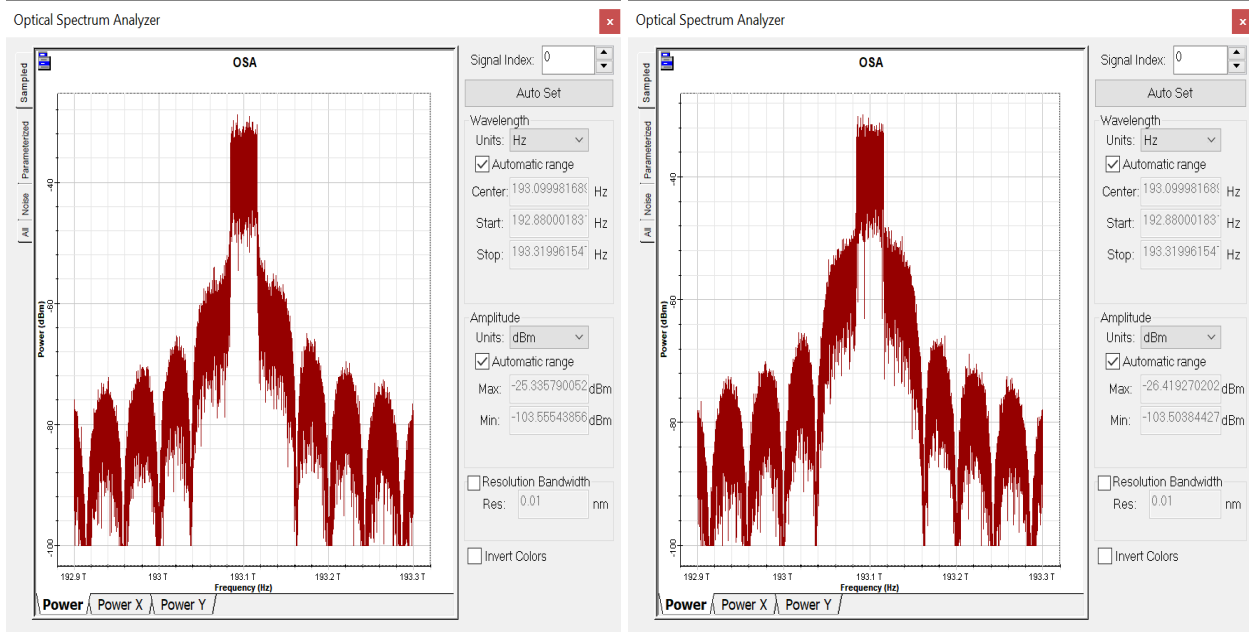 Optical Spectrum Analyzer
x
OSA
Sampled
Parameterized
Noise
All
Power (dBm)
-40
-60
-80
-100
192.9 T
193 T
193.1 T
193.2 T
193.3 T
Frequency (Hz)
Power
Power X
Power Y
Signal Index: 0
Auto Set
Wavelength
Units: Hz
Automatic range
Center: 193.09998168 Hz
Start: 192.88000183 Hz
Stop: 193.31996154 Hz
Amplitude
Units: dBm
Automatic range
Max: -25.335790052 dBm
Min: -103.55543856 dBm
Resolution Bandwidth
Res: 0.01 nm
Invert Colors
Optical Spectrum Analyzer
x
OSA
Sampled
Parameterized
Noise
All
Power (dBm)
-40
-60
-80
-100
192.9 T
193 T
193.1 T
193.2 T
193.3 T
Frequency (Hz)
Power
Power X
Power Y
Signal Index: 0
Auto Set
Wavelength
Units: Hz
Automatic range
Center: 193.09998168 Hz
Start: 192.88000183 Hz
Stop: 193.31996154 Hz
Amplitude
Units: dBm
Automatic range
Max: -26.419270202 dBm
Min: -103.50384427 dBm
Resolution Bandwidth
Res: 0.01 nm
Invert Colors